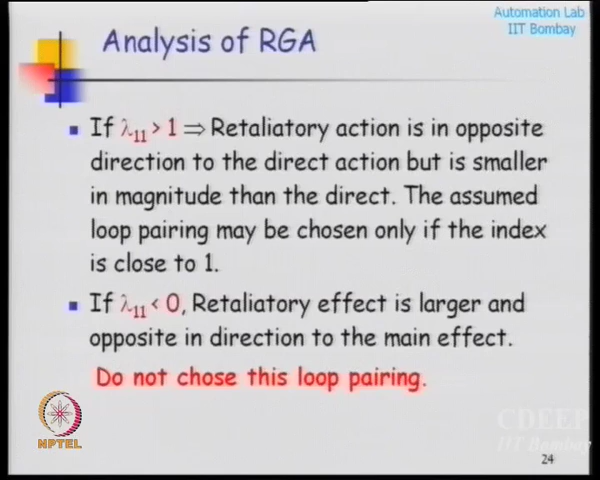 Automation Lab
IIT Bombay
Analysis of RGA
If λ11 > 1 ⇒ Retaliatory action is in opposite
direction to the direct action but is smaller
in magnitude than the direct. The assumed
loop pairing may be chosen only if the index
is close to 1.
If λ11 < 0, Retaliatory effect is larger and
opposite in direction to the main effect.
Do not chose this loop pairing.
NPTEL
CDEEP
IIT Bombay
24